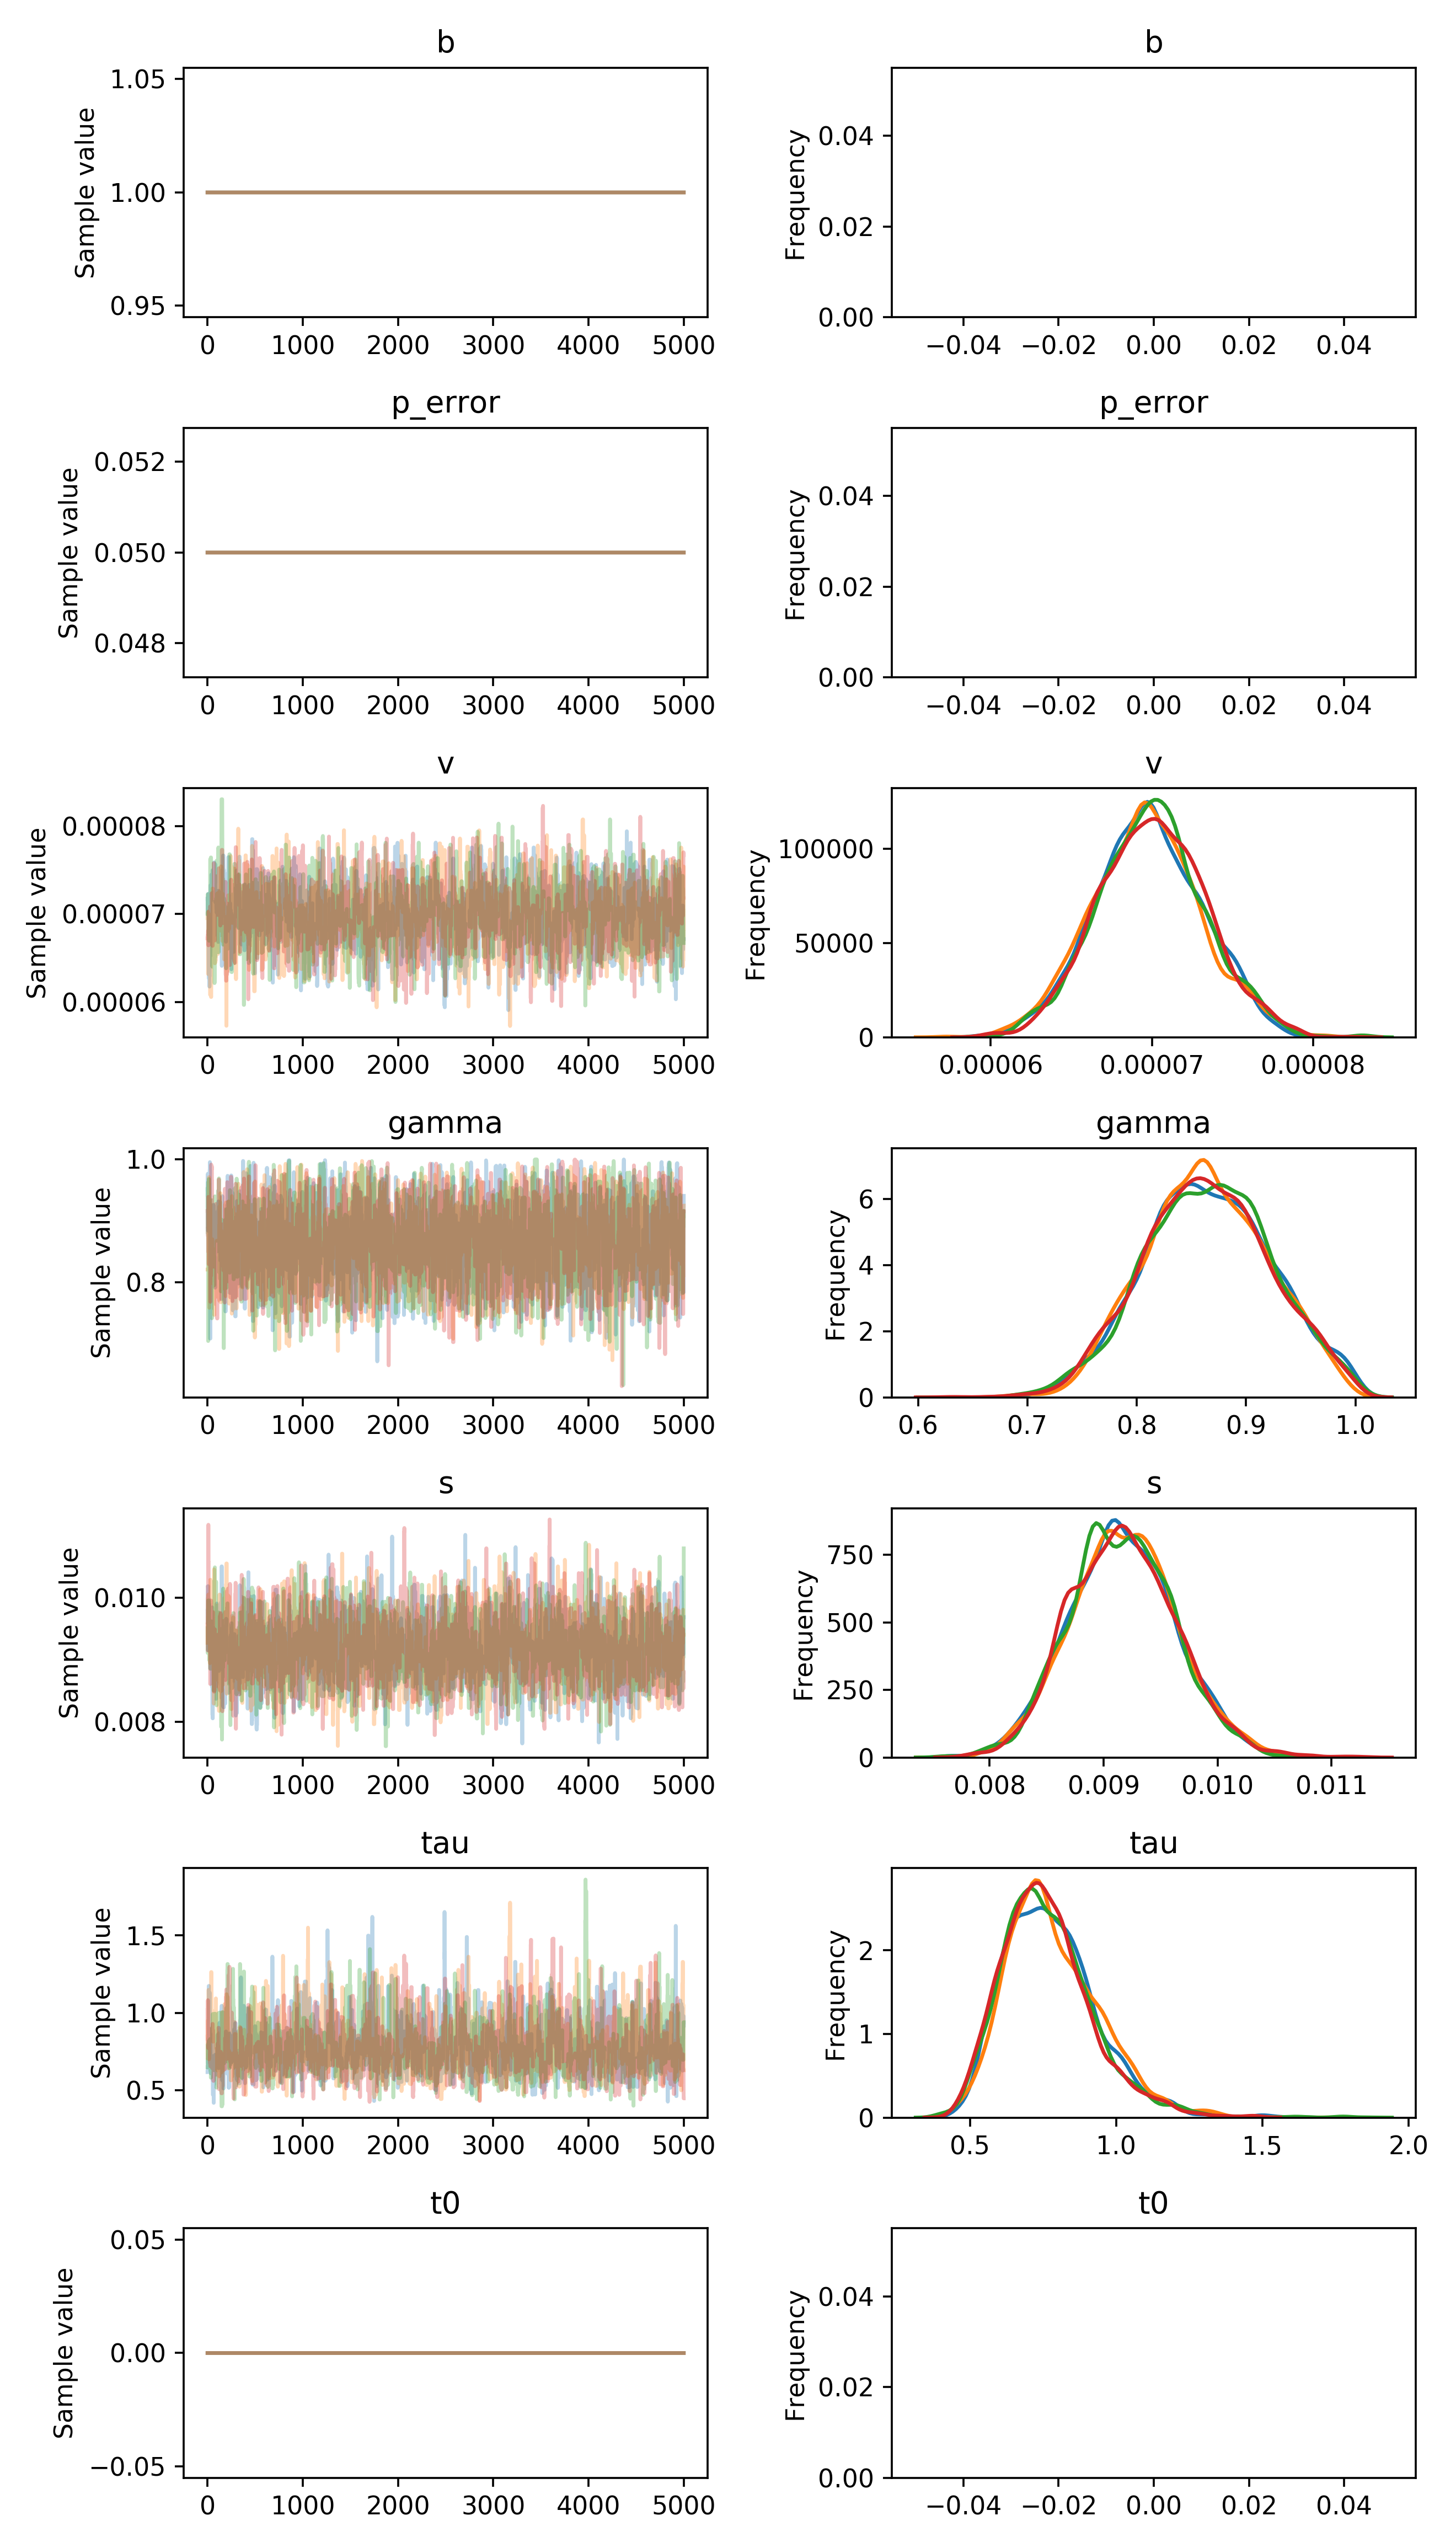 b
b
Sample value
1.05
1.00
0.95
0 1000 2000 3000 4000 5000
Frequency
0.04
0.02
0.00
−0.04 −0.02 0.00 0.02 0.04
p_error
p_error
Sample value
0.052
0.050
0.048
0 1000 2000 3000 4000 5000
Frequency
0.04
0.02
0.00
−0.04 −0.02 0.00 0.02 0.04
v
v
Sample value
0.00008
0.00007
0.00006
0 1000 2000 3000 4000 5000
Frequency
100000
50000
0
0.00006 0.00007 0.00008
gamma
gamma
Sample value
1.0
0.8
0 1000 2000 3000 4000 5000
Frequency
6
4
2
0
0.6 0.7 0.8 0.9 1.0
s
s
Sample value
0.010
0.008
0 1000 2000 3000 4000 5000
Frequency
750
500
250
0
0.008 0.009 0.010 0.011
tau
tau
Sample value
1.5
1.0
0.5
0 1000 2000 3000 4000 5000
Frequency
2
1
0
0.5 1.0 1.5 2.0
t0
t0
Sample value
0.05
0.00
−0.05
0 1000 2000 3000 4000 5000
Frequency
0.04
0.02
0.00
−0.04 −0.02 0.00 0.02 0.04